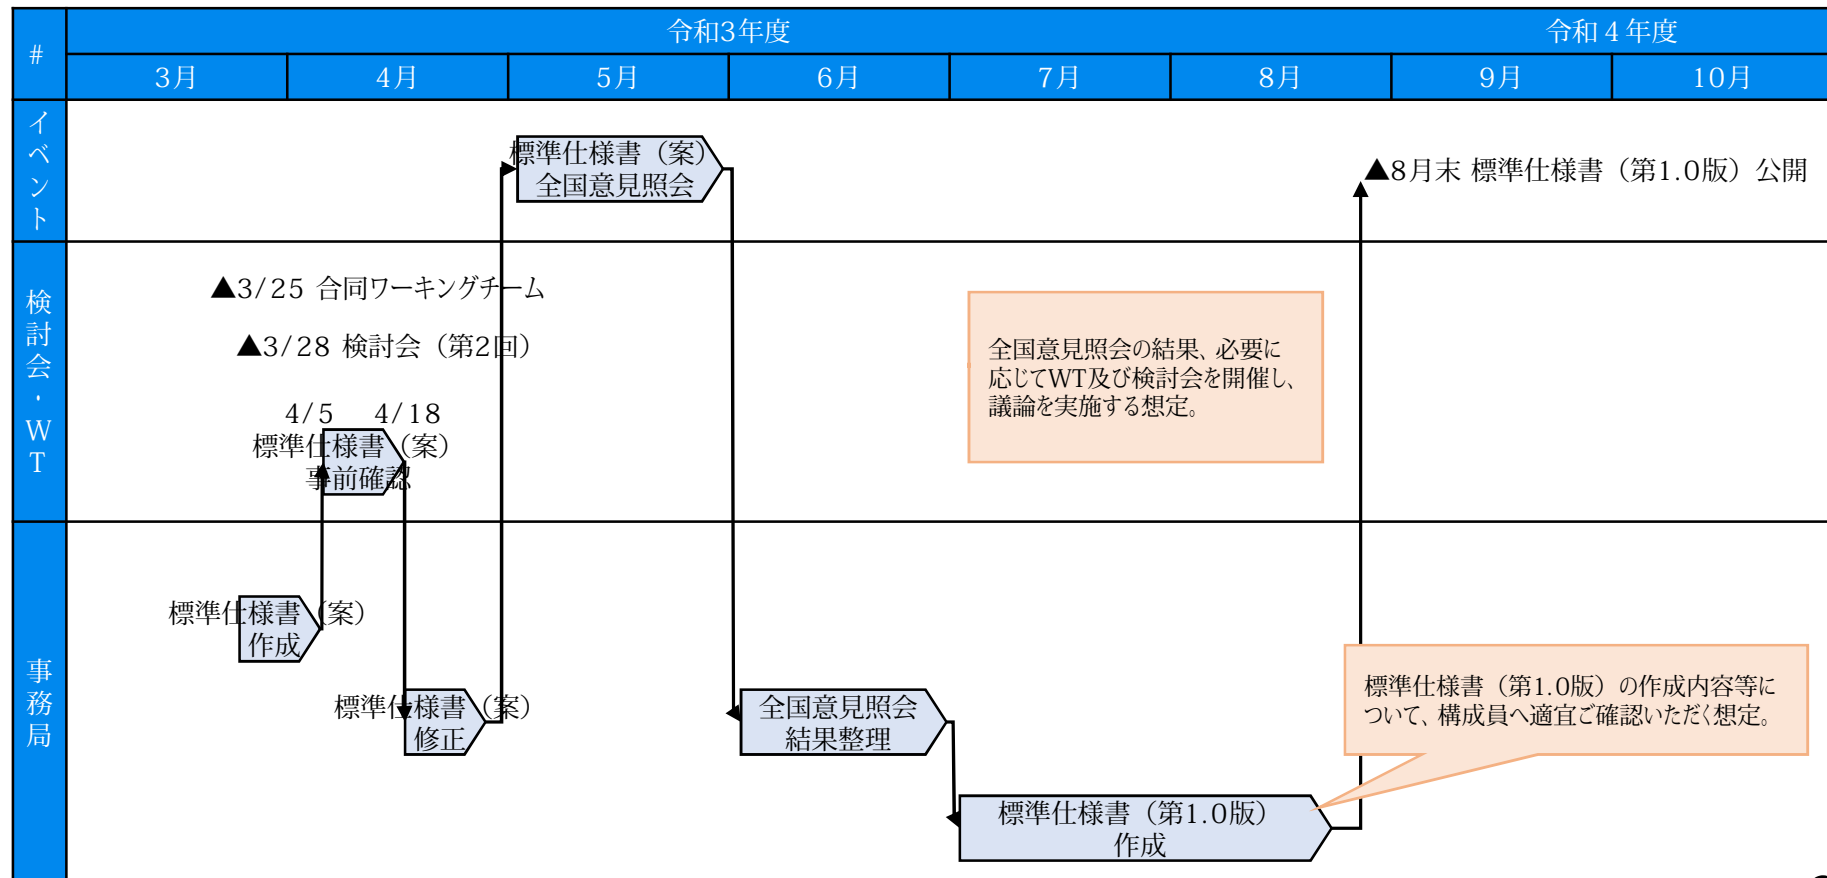 #
令和3年度
令和４年度
3月
4月
5月
6月
7月
8月
9月
10月
イベント
標準仕様書（案）
全国意見照会
▲8月末 標準仕様書（第1.0版）公開
検討会・WT
▲3/25 合同ワーキングチーム
▲3/28 検討会（第2回）
4/5
4/18
標準仕様書（案）
事前確認
全国意見照会の結果、必要に
応じてWT及び検討会を開催し、
議論を実施する想定。
事務局
標準仕様書（案）
作成
標準仕様書（案）
修正
全国意見照会
結果整理
標準仕様書（第1.0版）の作成内容等に
ついて、構成員へ適宜ご確認いただく想定。
標準仕様書（第1.0版）
作成